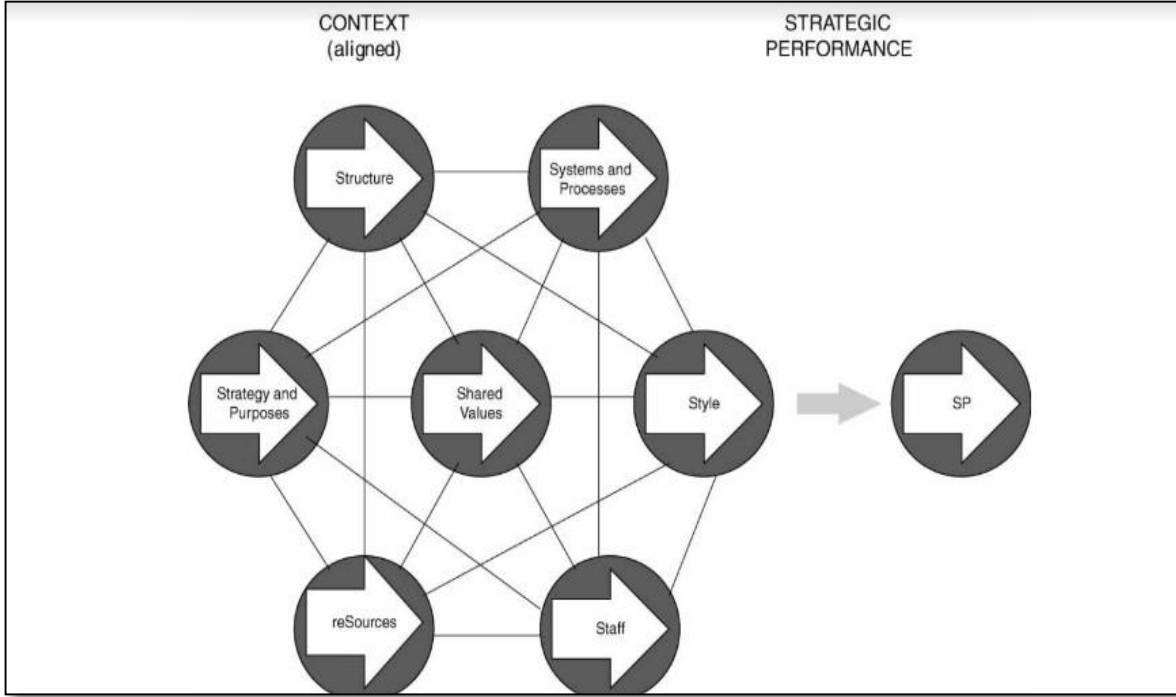 CONTEXT
(aligned)
STRATEGIC
PERFORMANCE
Structure
Systems and
Processes
Strategy and
Purposes
Shared
Values
Style
SP
reSources
Staff